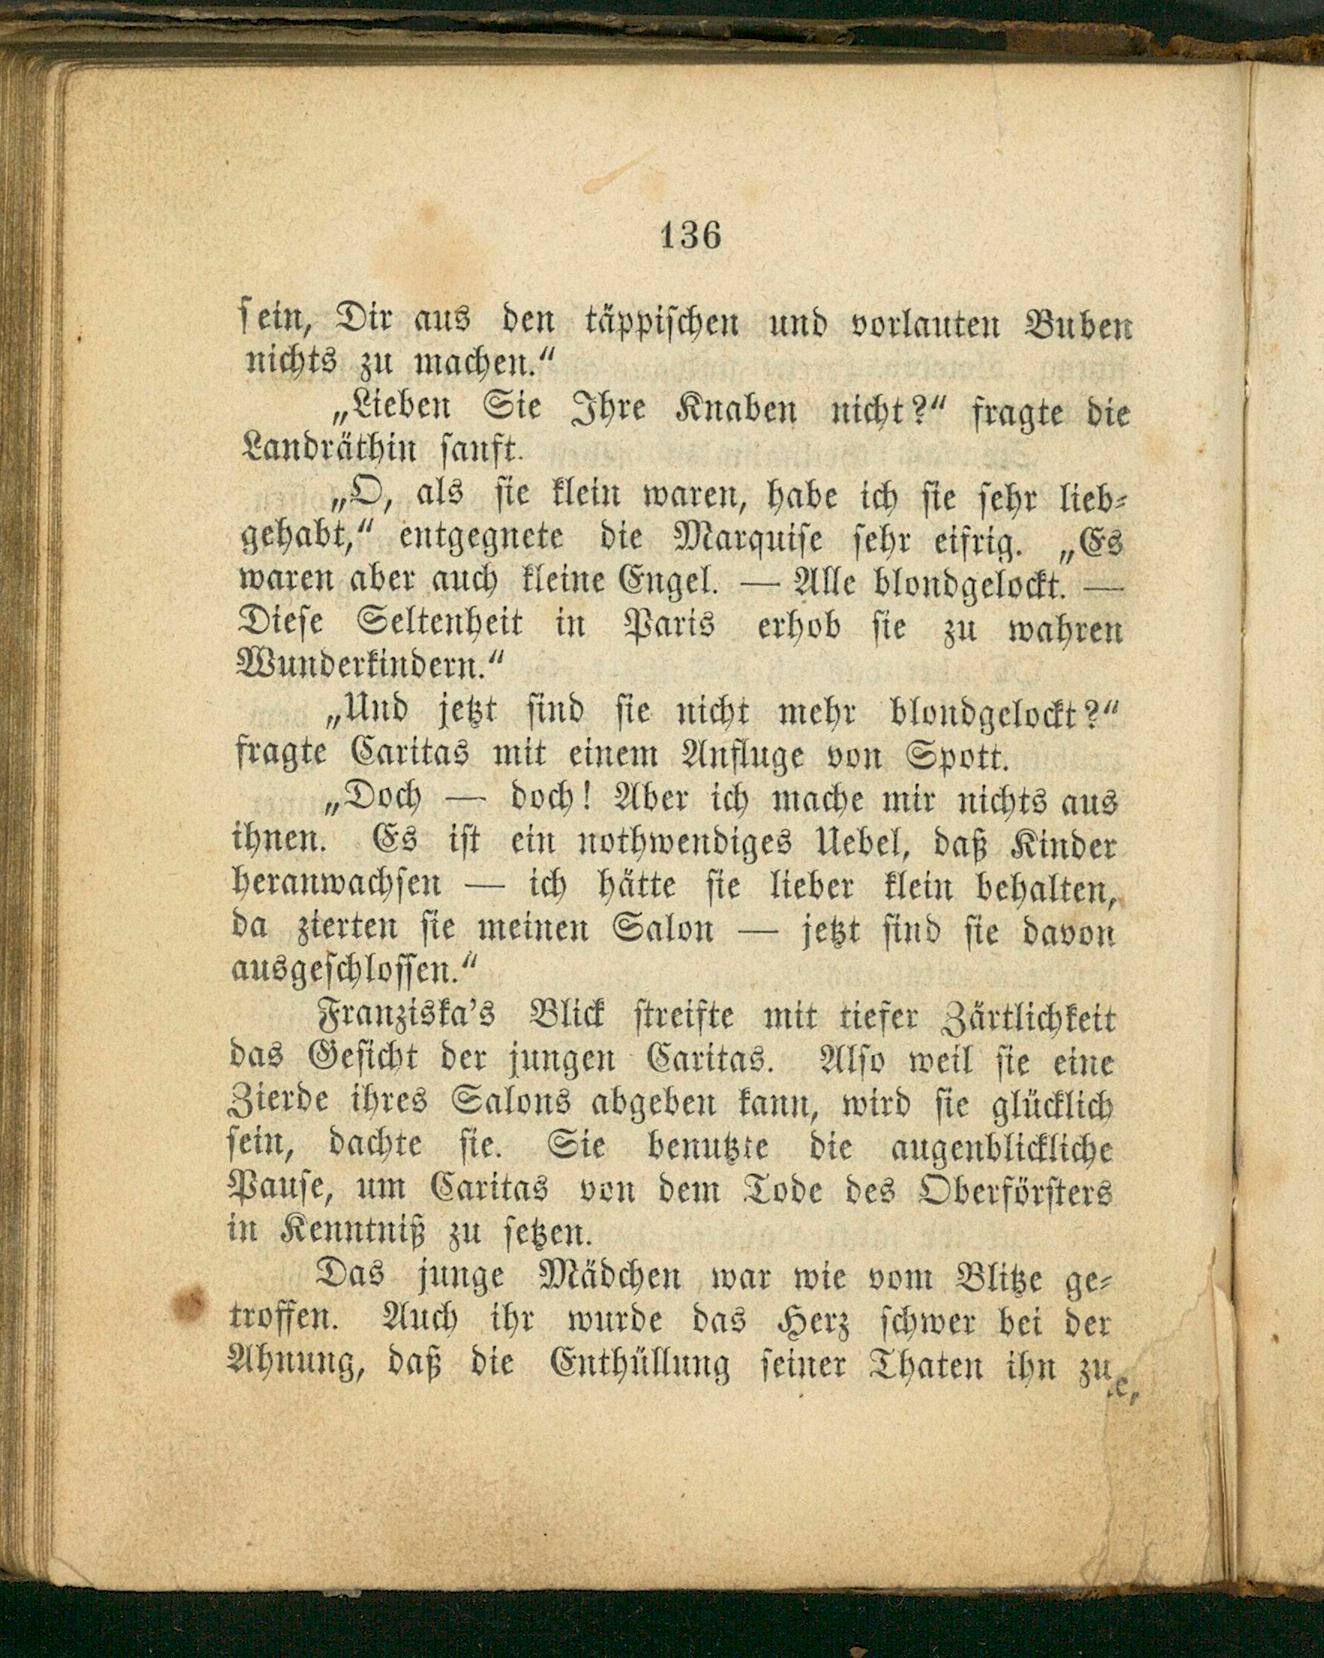 136
sein, Dir aus den täppischen und vorlauten Buben
nichts zu machen.“
„Lieben Sie Ihre Knaben nicht?“ fragte die
Landräthin sanft.
„O, als sie klein waren, habe ich sie sehr lieb-
gehabt,“ entgegnete die Marquise sehr eifrig. „Es
waren aber auch kleine Engel. — Alle blondgelockt. —
Diese Seltenheit in Paris erhob sie zu wahren
Wunderkindern.“
„Und jetzt sind sie nicht mehr blondgelockt?“
fragte Caritas mit einem Anfluge von Spott.
„Doch — doch! Aber ich mache mir nichts aus
ihnen. Es ist ein nothwendiges Uebel, daß Kinder
heranwachsen — ich hätte sie lieber klein behalten,
da zierten sie meinen Salon — jetzt sind sie davon
ausgeschlossen.“
Franziska's Blick streifte mit tiefer Zärtlichkeit
das Gesicht der jungen Caritas. Also weil sie eine
Zierde ihres Salons abgeben kann, wird sie glücklich
sein, dachte sie. Sie benutzte die augenblickliche
Pause, um Caritas von dem Tode des Oberförsters
in Kenntniß zu setzen.
Das junge Mädchen war wie vom Blitze ge-
troffen. Auch ihr wurde das Herz schwer bei der
Ahnung, daß die Enthüllung seiner Thaten ihn zu